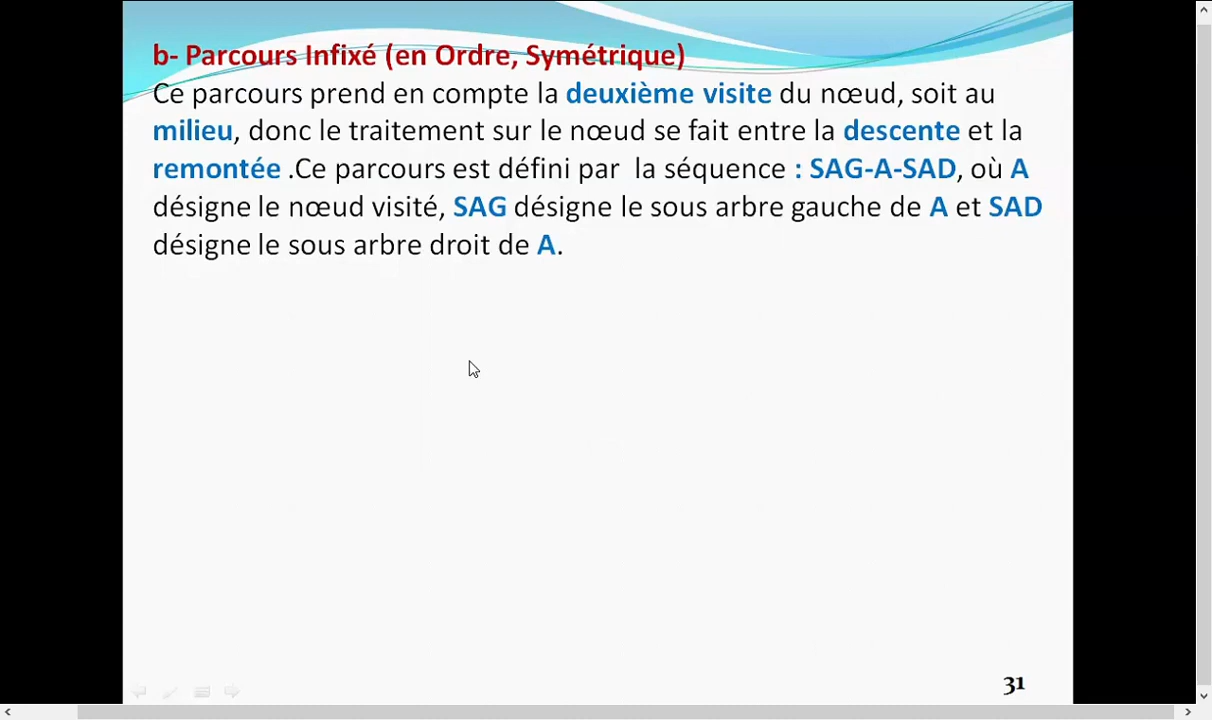 b- Parcours Infixé (en Ordre, Symétrique)
Ce parcours prend en compte la deuxième visite du nœud, soit au
milieu, donc le traitement sur le nœud se fait entre la descente et la
remontée .Ce parcours est défini par la séquence : SAG-A-SAD, où A
désigne le nœud visité, SAG désigne le sous arbre gauche de A et SAD
désigne le sous arbre droit de A.
31